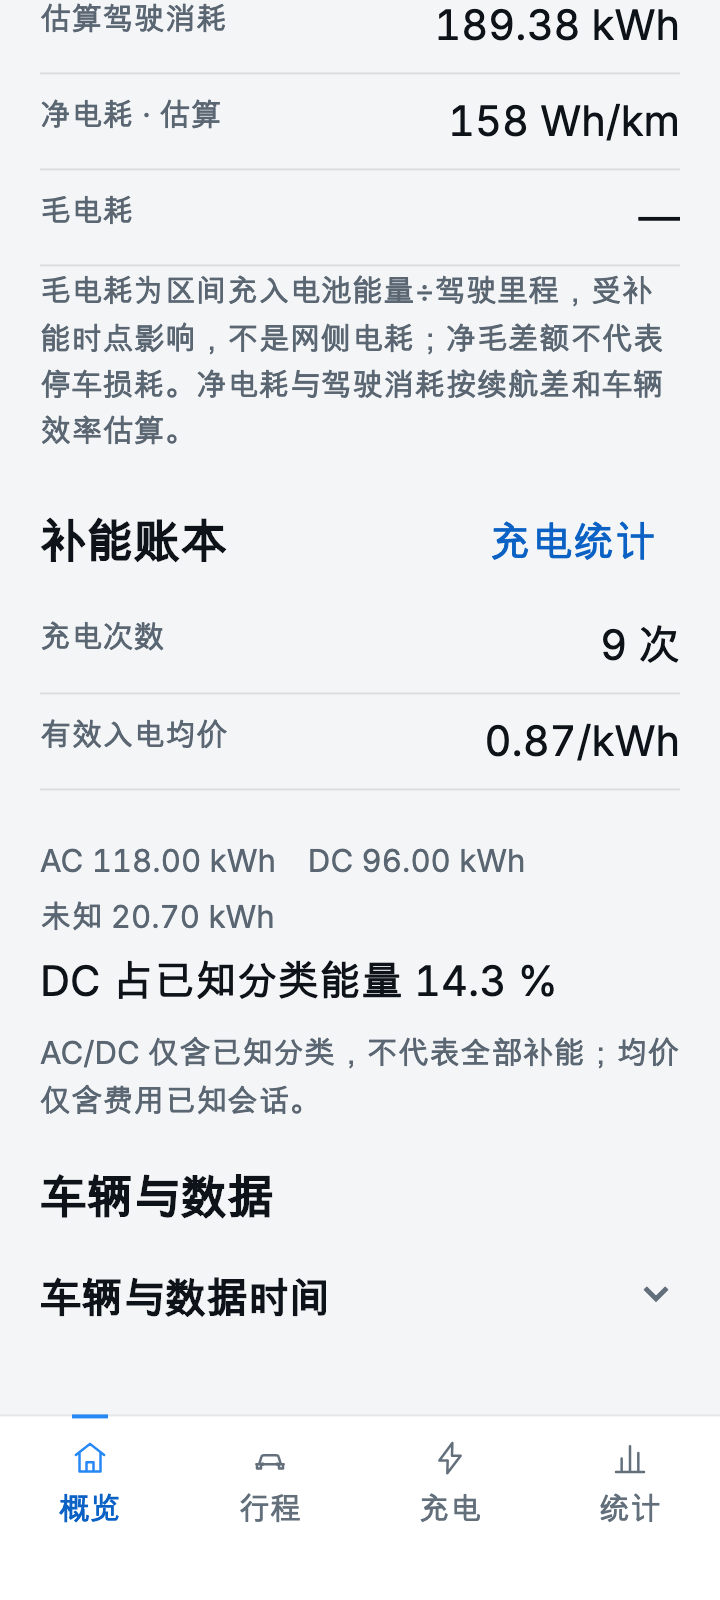 估算驾驶消耗 189.38 kWh
净电耗 · 估算 158 Wh/km
毛电耗 —
毛电耗为区间充入电池能量÷驾驶里程，受补
能时点影响，不是网侧电耗；净毛差额不代表
停车损耗。净电耗与驾驶消耗按续航差和车辆
效率估算。
补能账本 充电统计
充电次数 9 次
有效入电均价 0.87/kWh
AC 118.00 kWh DC 96.00 kWh
未知 20.70 kWh
DC 占已知分类能量 14.3 %
AC/DC 仅含已知分类，不代表全部补能；均价
仅含费用已知会话。
车辆与数据
车辆与数据时间
概览 行程 充电 统计